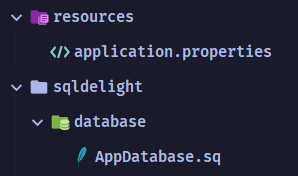 resources
application.properties
sqldelight
database
AppDatabase.sq